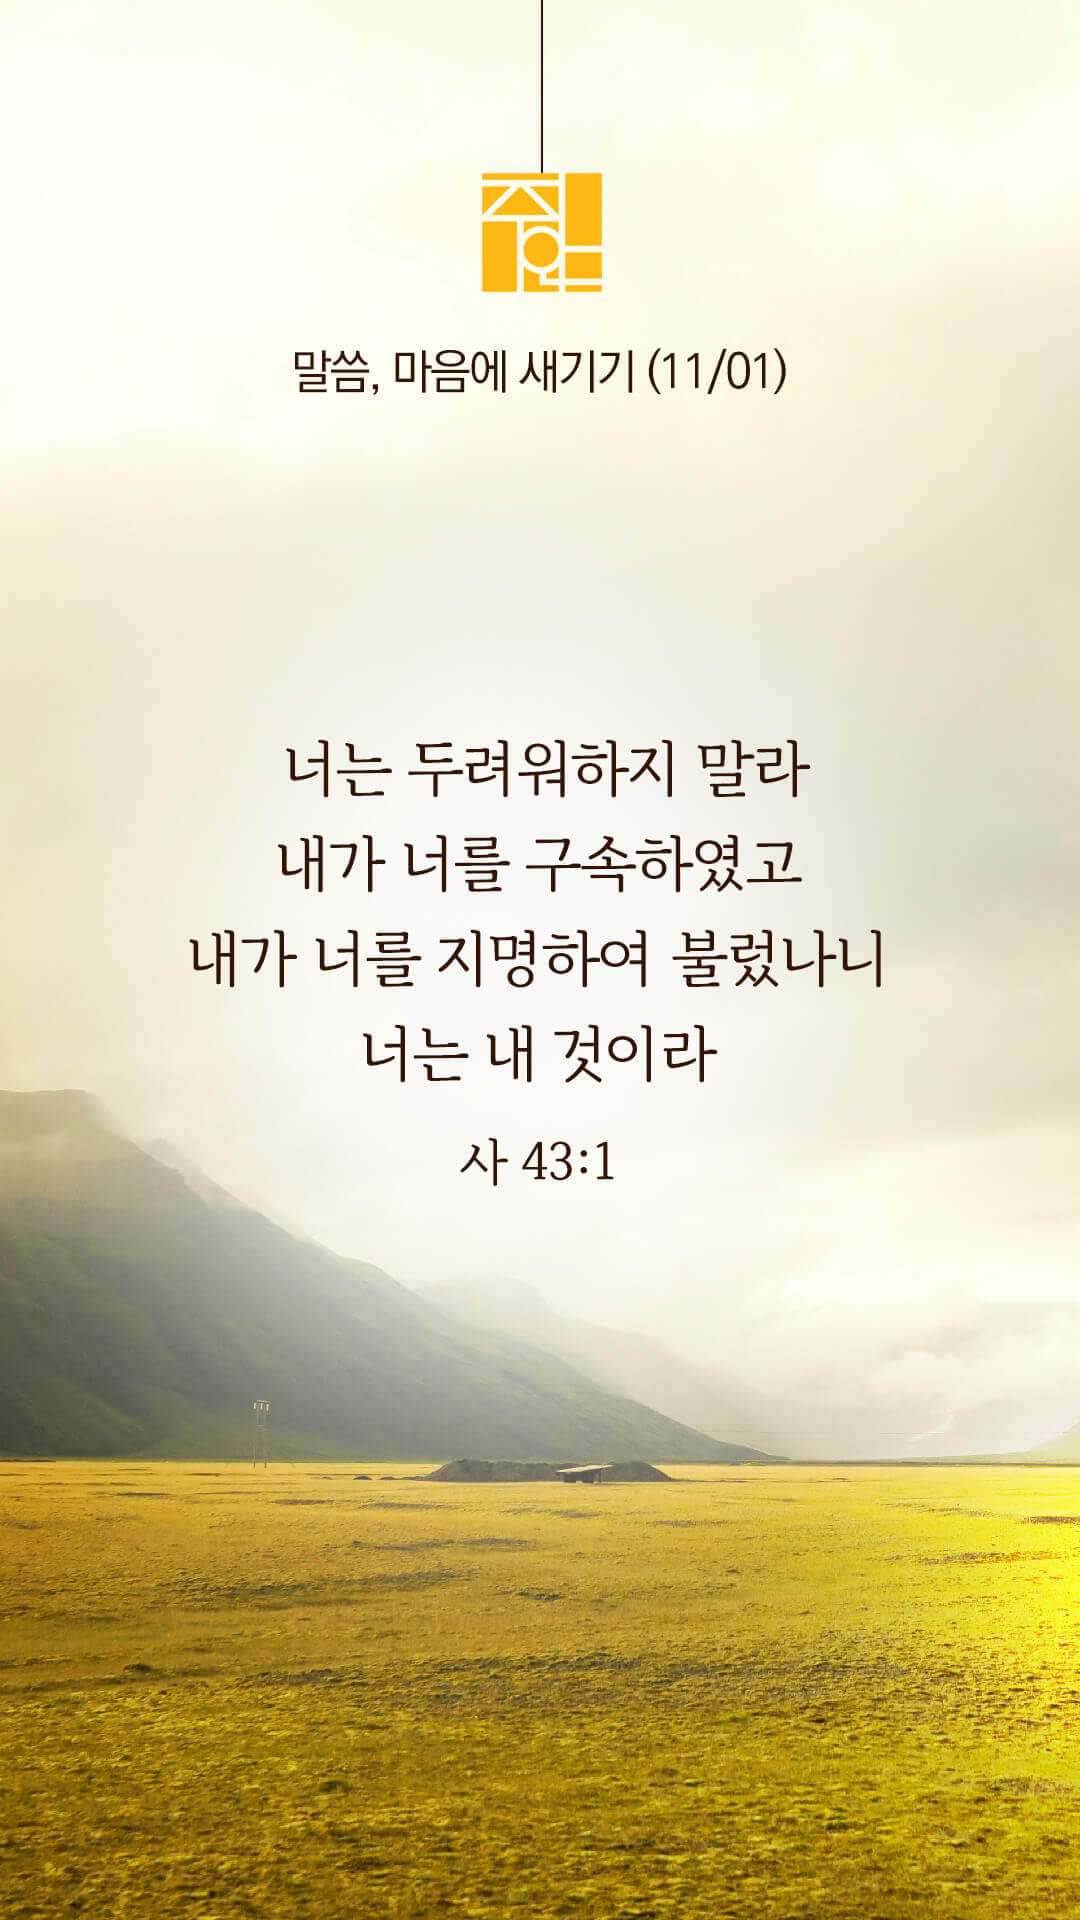 말씀, 마음에 새기기 (11/01)
너는 두려워하지 말라
내가 너를 구속하였고
내가 너를 지명하여 불렀나니
너는 내 것이라
사 43:1